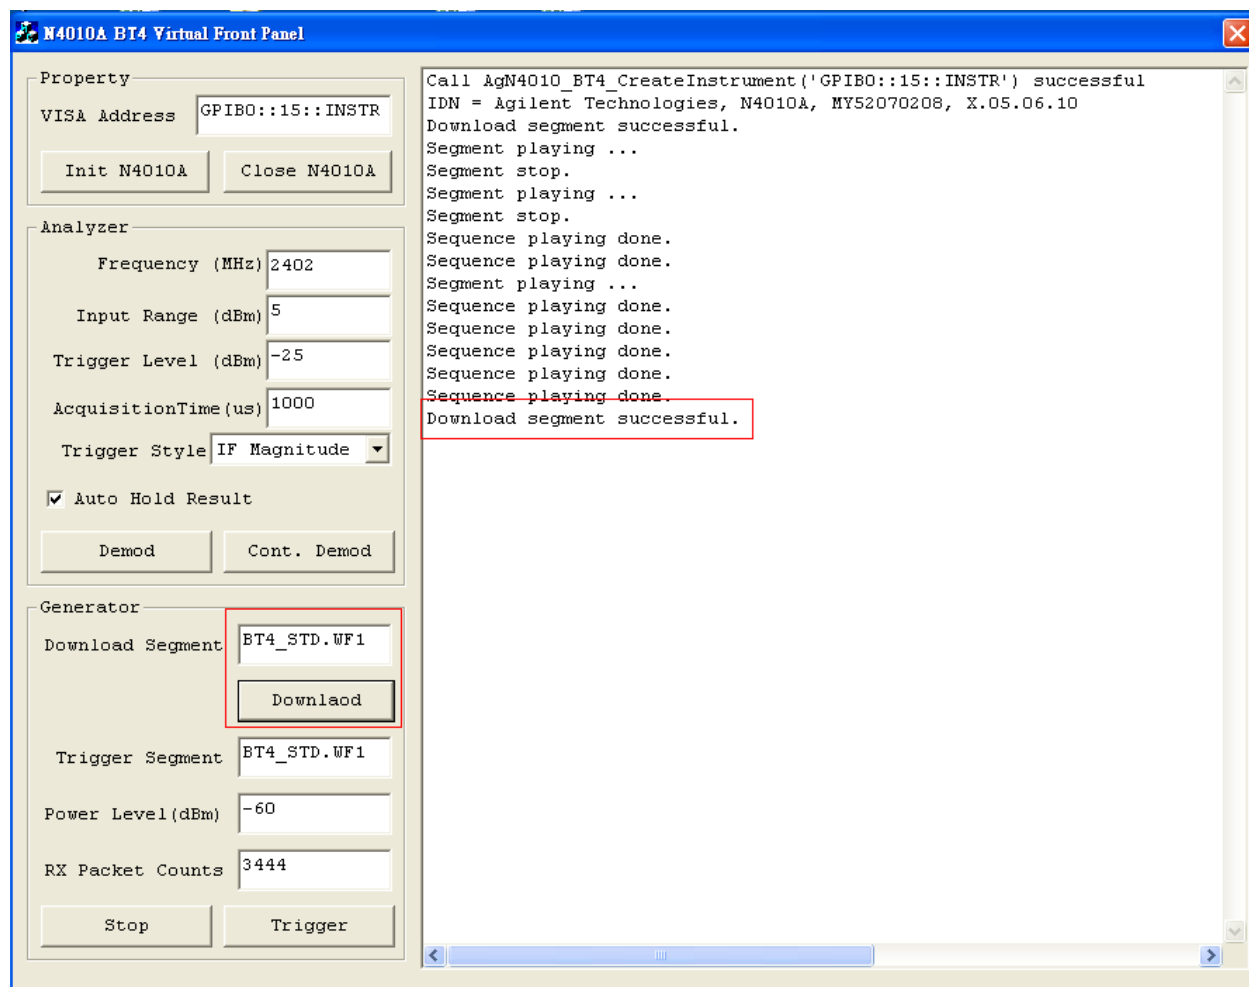 N4010A BT4 Virtual Front Panel
Property
VISA Address GPIB0::15::INSTR
Init N4010A Close N4010A
Analyzer
Frequency (MHz) 2402
Input Range (dBm) 5
Trigger Level (dBm) -25
AcquisitionTime(us) 1000
Trigger Style IF Magnitude
Auto Hold Result
Demod Cont. Demod
Generator
Download Segment BT4_STD.WF1
Downlaod
Trigger Segment BT4_STD.WF1
Power Level(dBm) -60
RX Packet Counts 3444
Stop Trigger
Call AgN4010_BT4_CreateInstrument('GPIB0::15::INSTR') successful
IDN = Agilent Technologies, N4010A, MY52070208, X.05.06.10
Download segment successful.
Segment playing ...
Segment stop.
Segment playing ...
Segment stop.
Sequence playing done.
Sequence playing done.
Segment playing ...
Sequence playing done.
Sequence playing done.
Sequence playing done.
Sequence playing done.
Sequence playing done.
Download segment successful.